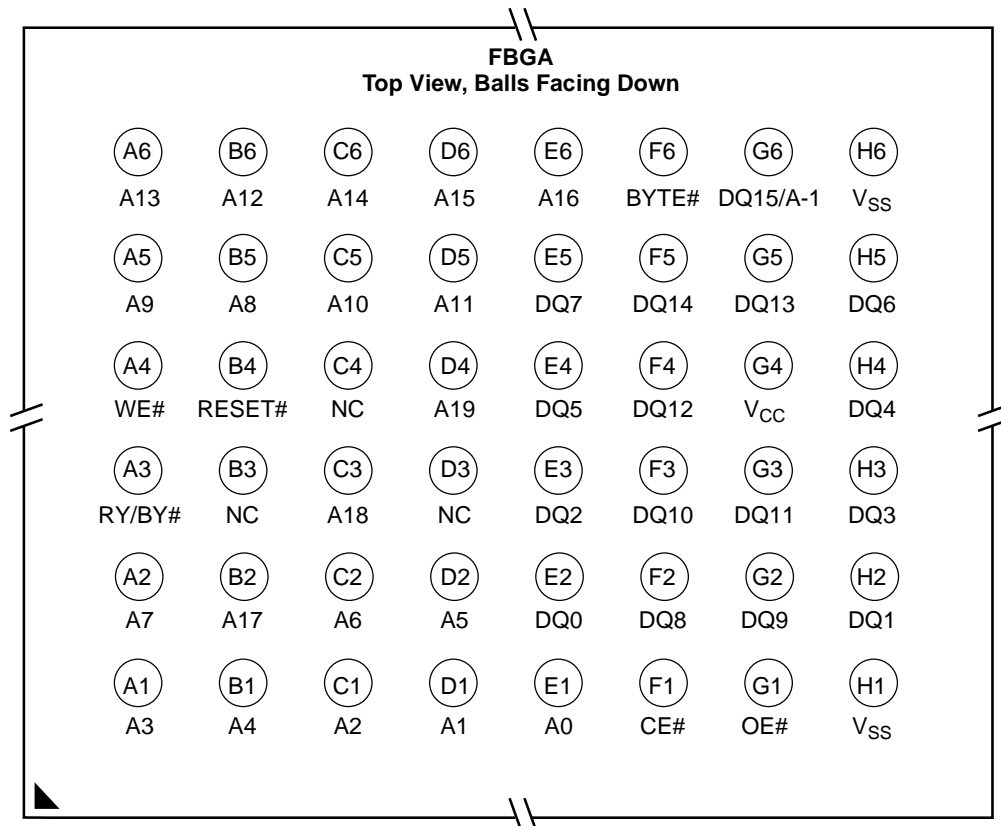 FBGA
Top View, Balls Facing Down
A6 B6 C6 D6 E6 F6 G6 H6
A13 A12 A14 A15 A16 BYTE# DQ15/A-1 VSS
A5 B5 C5 D5 E5 F5 G5 H5
A9 A8 A10 A11 DQ7 DQ14 DQ13 DQ6
A4 B4 C4 D4 E4 F4 G4 H4
WE# RESET# NC A19 DQ5 DQ12 VCC DQ4
A3 B3 C3 D3 E3 F3 G3 H3
RY/BY# NC A18 NC DQ2 DQ10 DQ11 DQ3
A2 B2 C2 D2 E2 F2 G2 H2
A7 A17 A6 A5 DQ0 DQ8 DQ9 DQ1
A1 B1 C1 D1 E1 F1 G1 H1
A3 A4 A2 A1 A0 CE# OE# VSS